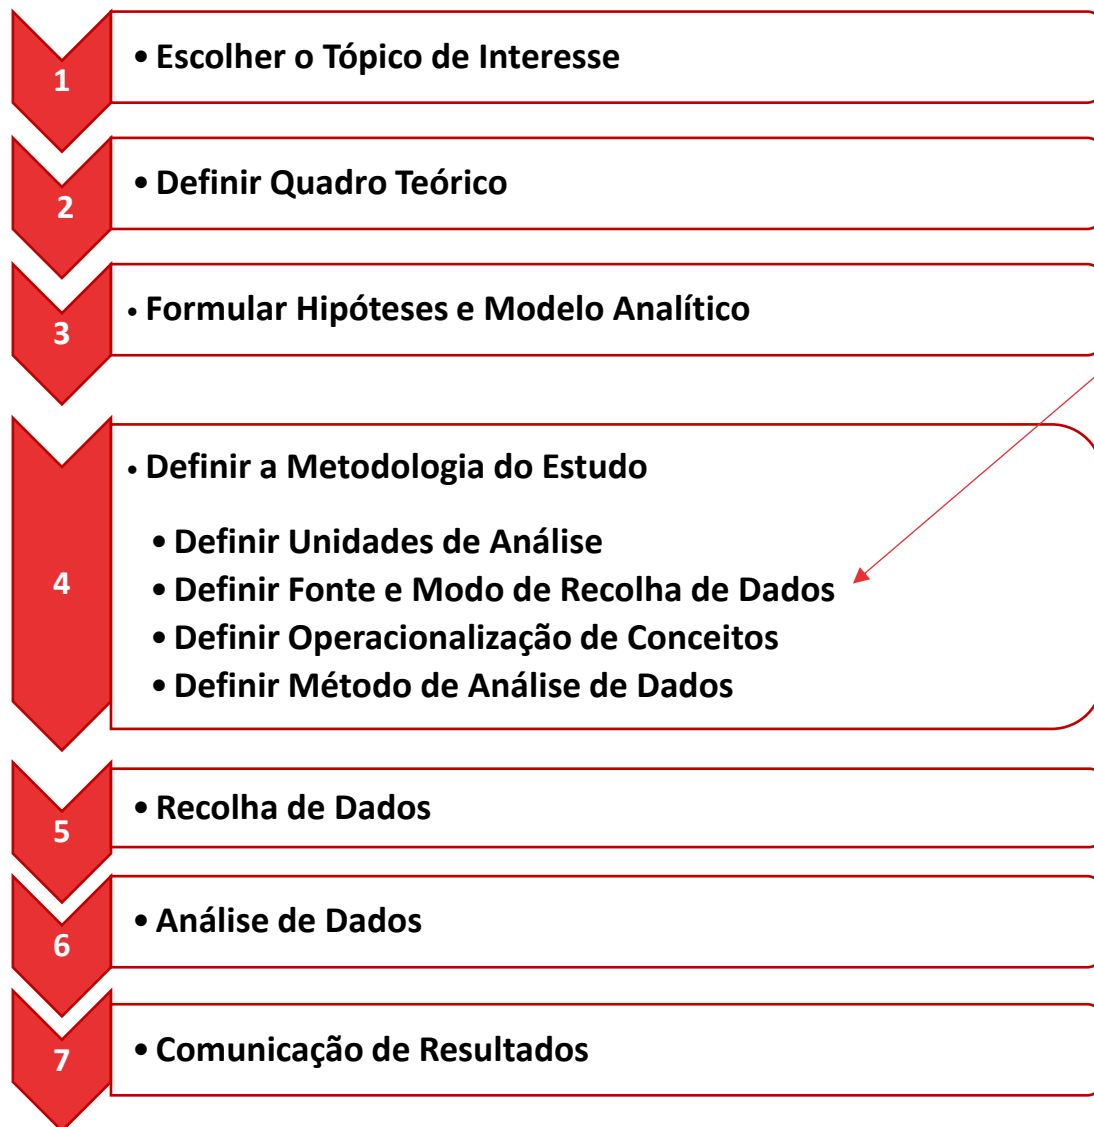 1
• Escolher o Tópico de Interesse
2
• Definir Quadro Teórico
3
• Formular Hipóteses e Modelo Analítico
4
• Definir a Metodologia do Estudo
• Definir Unidades de Análise
• Definir Fonte e Modo de Recolha de Dados
• Definir Operacionalização de Conceitos
• Definir Método de Análise de Dados
5
• Recolha de Dados
6
• Análise de Dados
7
• Comunicação de Resultados